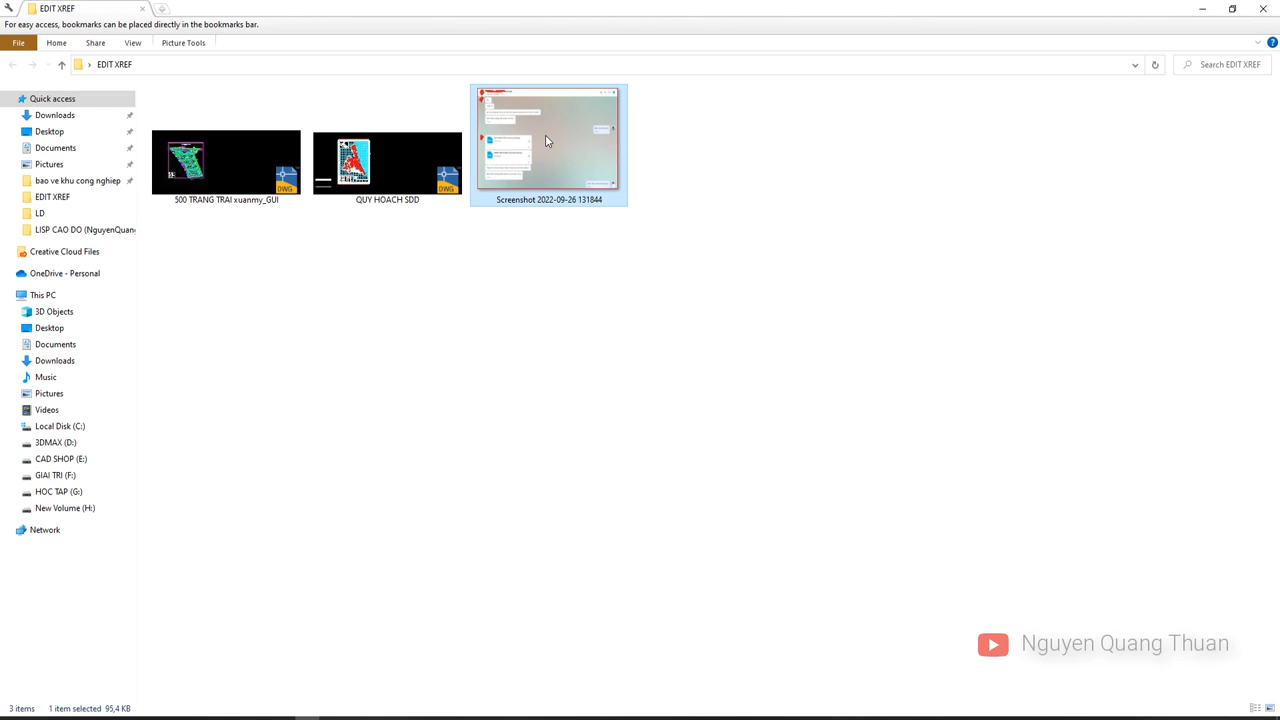 EDIT XREF
For easy access, bookmarks can be placed directly in the bookmarks bar.
File Home Share View Picture Tools
EDIT XREF
Search EDIT XREF
Quick access
Downloads
Desktop
Documents
Pictures
bao ve khu cong nghiep
EDIT XREF
LD
LISP CAO DO (NguyenQuang
Creative Cloud Files
OneDrive - Personal
This PC
3D Objects
Desktop
Documents
Downloads
Music
Pictures
Videos
Local Disk (C:)
3DMAX (D:)
CAD SHOP (E:)
GIAI TRI (F:)
HOC TAP (G:)
New Volume (H:)
Network
DWG
500 TRANG TRAI xuanmy_GUI
DWG
QUY HOACH SDD
Screenshot 2022-09-26 131844
Nguyen Quang Thuan
3 items 1 item selected 95,4 KB